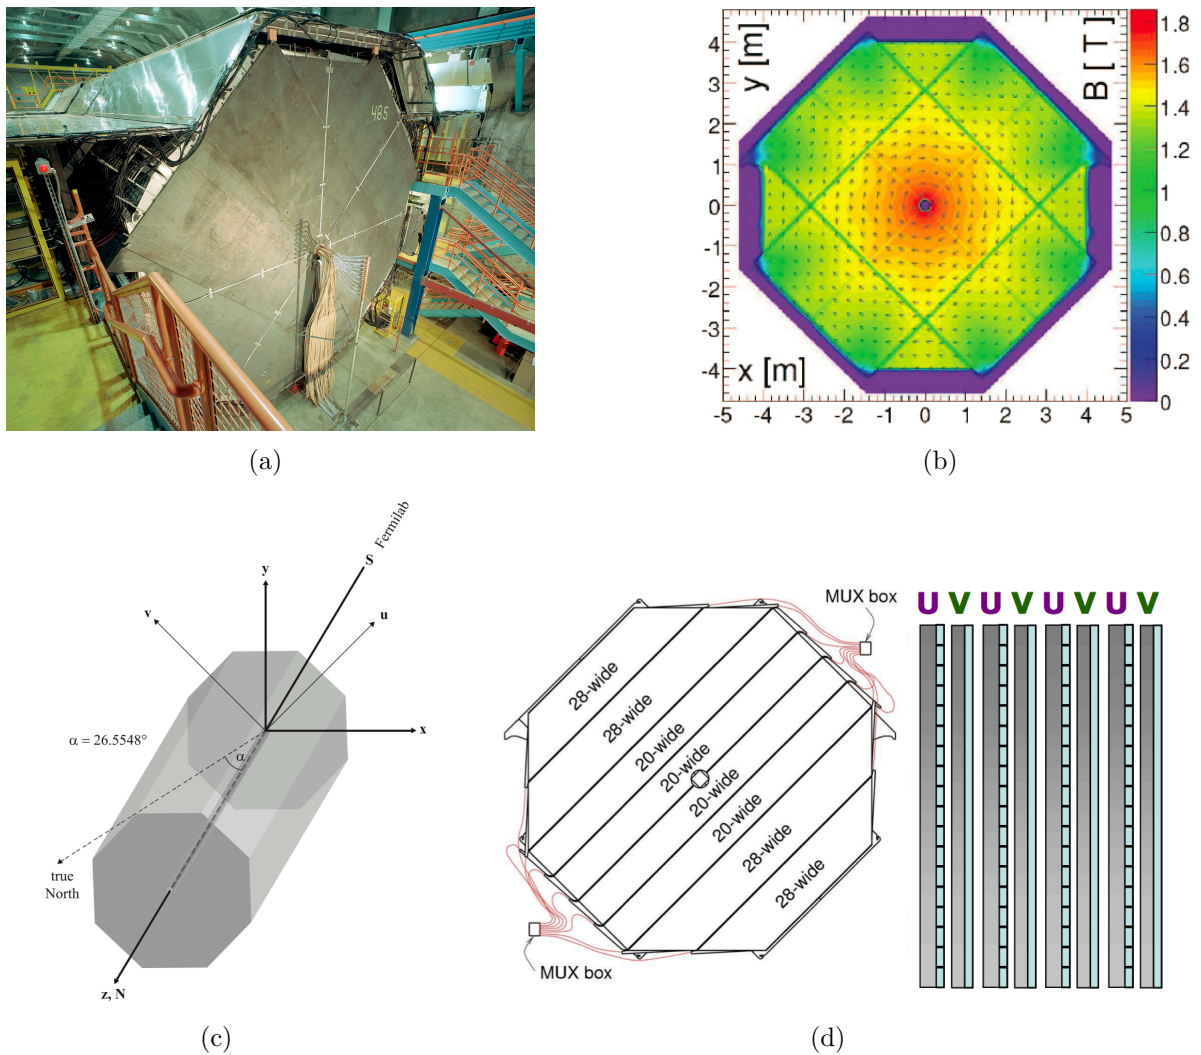 485
(a)
y [m]
B [ T ]
x [m]
4
3
2
1
0
-1
-2
-3
-4
-5 -4 -3 -2 -1 0 1 2 3 4 5
1.8
1.6
1.4
1.2
1
0.8
0.6
0.4
0.2
0
(b)
S Fermilab
y
v
u
x
α = 26.5548°
α
true
North
z, N
(c)
MUX box
28-wide
28-wide
20-wide
20-wide
20-wide
20-wide
28-wide
28-wide
MUX box
U V U V U V U V
(d)